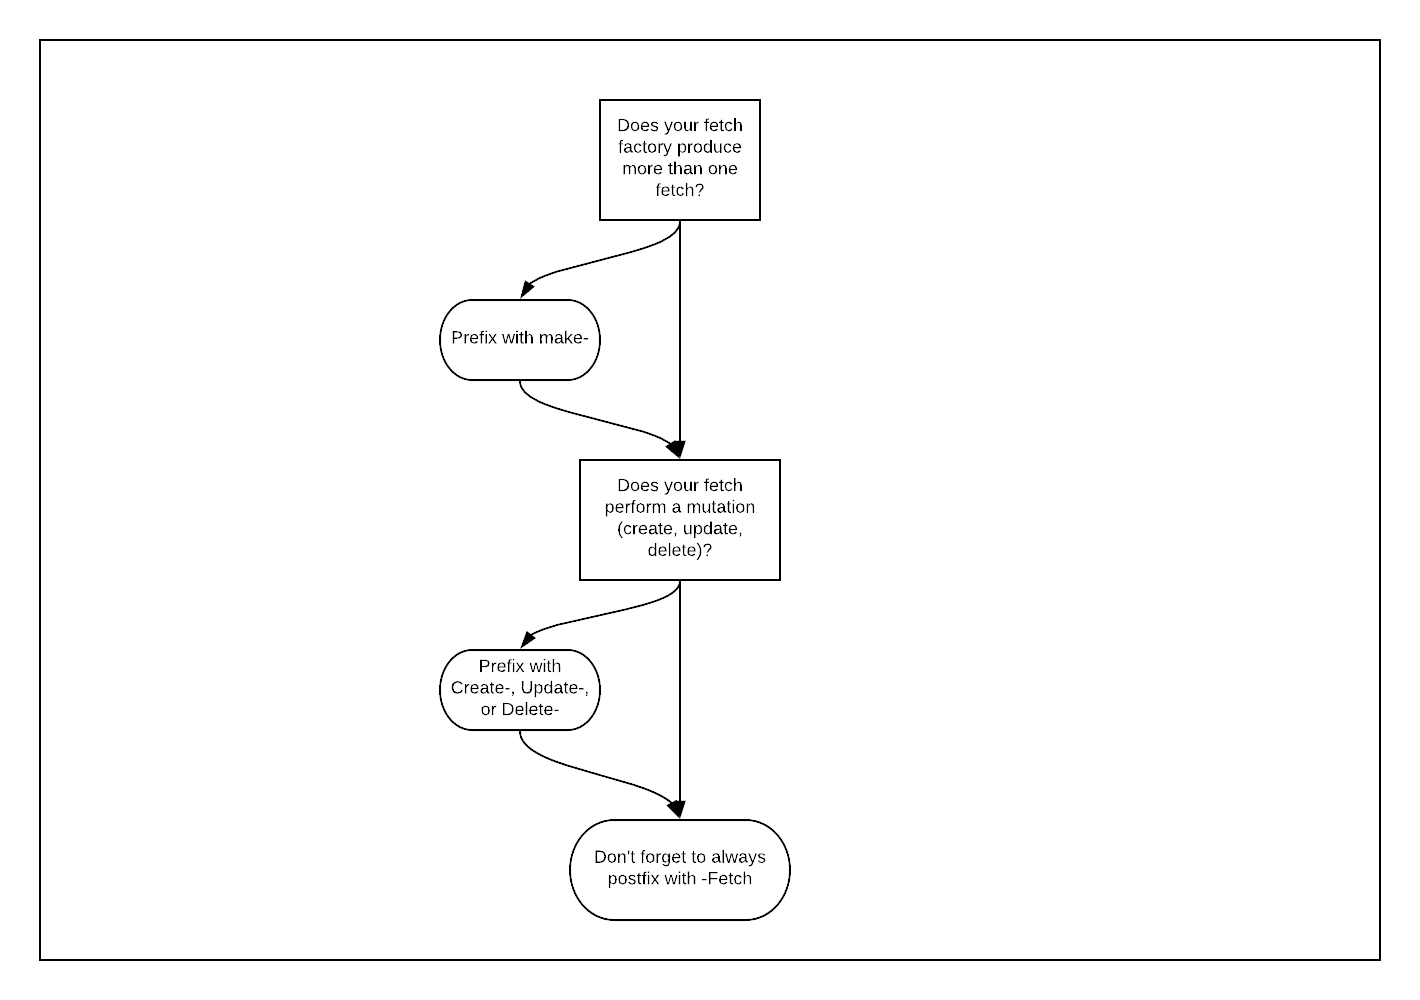 Does your fetch
factory produce
more than one
fetch?
Prefix with make-
Does your fetch
perform a mutation
(create, update,
delete)?
Prefix with
Create-, Update-,
or Delete-
Don't forget to always
postfix with -Fetch